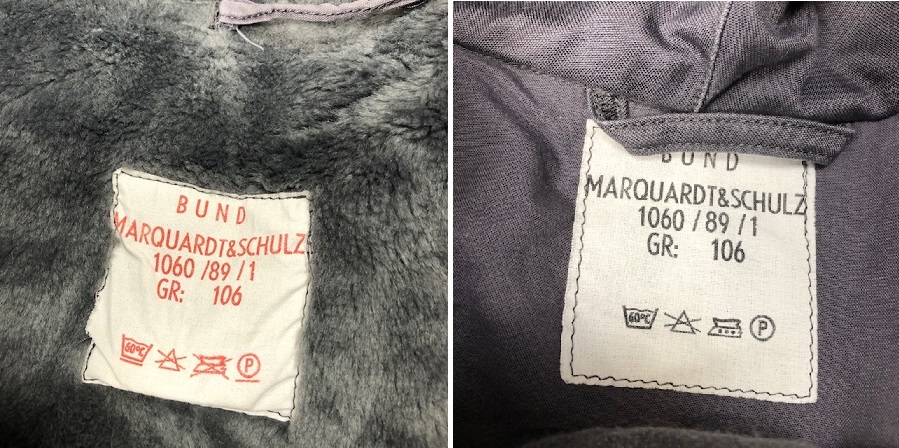 BUND
MARQUARDT&SCHULZ
1060/89/1
GR: 106
60°C P
BUND
MARQUARDT&SCHULZ
1060/89/1
GR: 106
60°C P